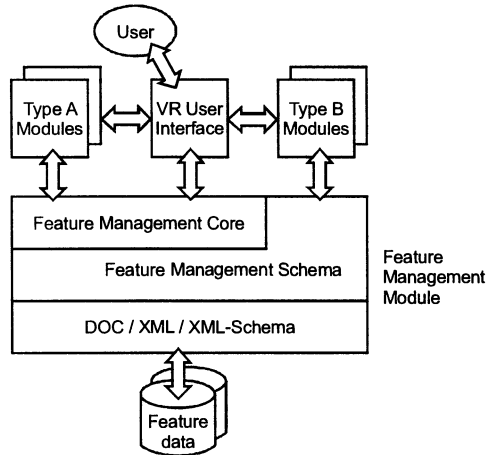 User
Type A
Modules
VR User
Interface
Type B
Modules
Feature Management Core
Feature Management Schema
DOC / XML / XML-Schema
Feature
Management
Module
Feature
data